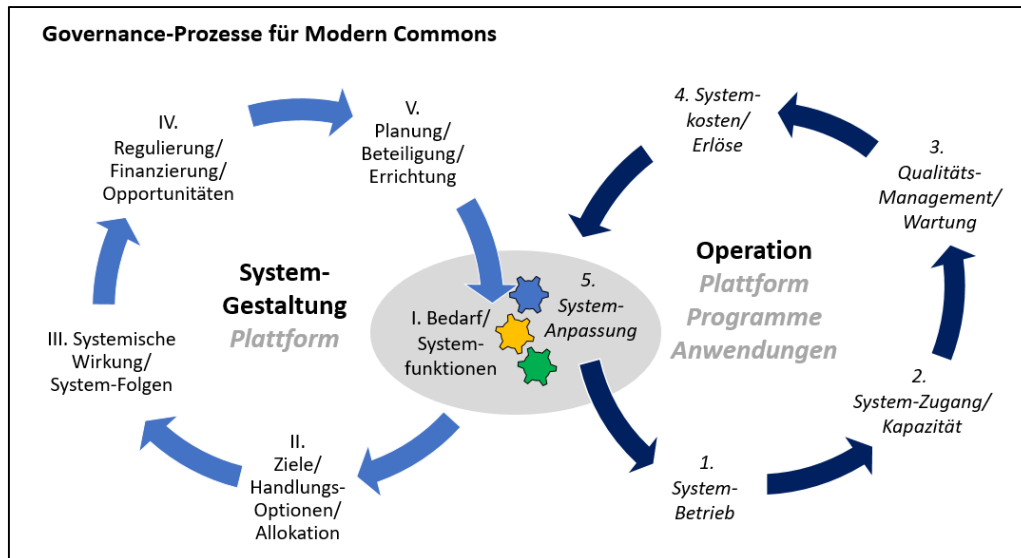 Governance-Prozesse für Modern Commons
I. Bedarf/
System-
funktionen
II.
Ziele/
Handlungs-
Optionen/
Allokation
III. Systemische
Wirkung/
System-Folgen
IV.
Regulierung/
Finanzierung/
Opportunitäten
V.
Planung/
Beteiligung/
Errichtung
System-
Gestaltung
Plattform
1.
System-
Betrieb
2.
System-Zugang/
Kapazität
3.
Qualitäts-
Management/
Wartung
4. System-
kosten/
Erlöse
5.
System-
Anpassung
Operation
Plattform
Programme
Anwendungen